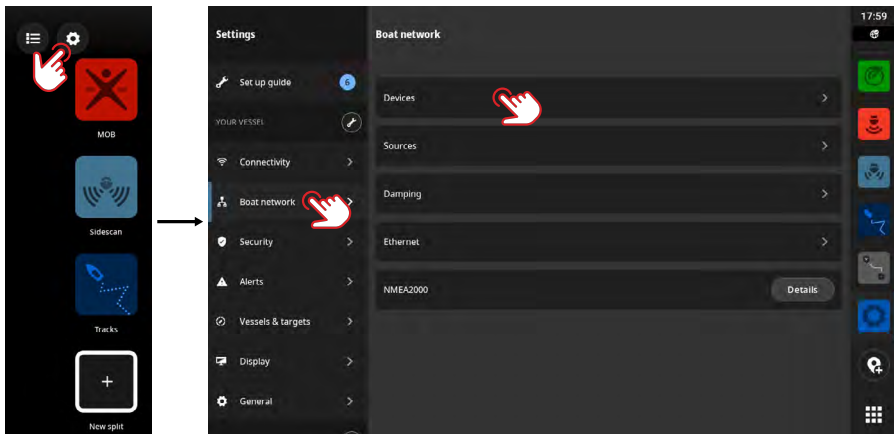 MOB
Sidescan
Tracks
+
New split
Settings
Set up guide
6
YOUR VESSEL
Connectivity
Boat network
Security
Alerts
Vessels & targets
Display
General
Boat network
Devices
Sources
Damping
Ethernet
NMEA2000
Details
17:59